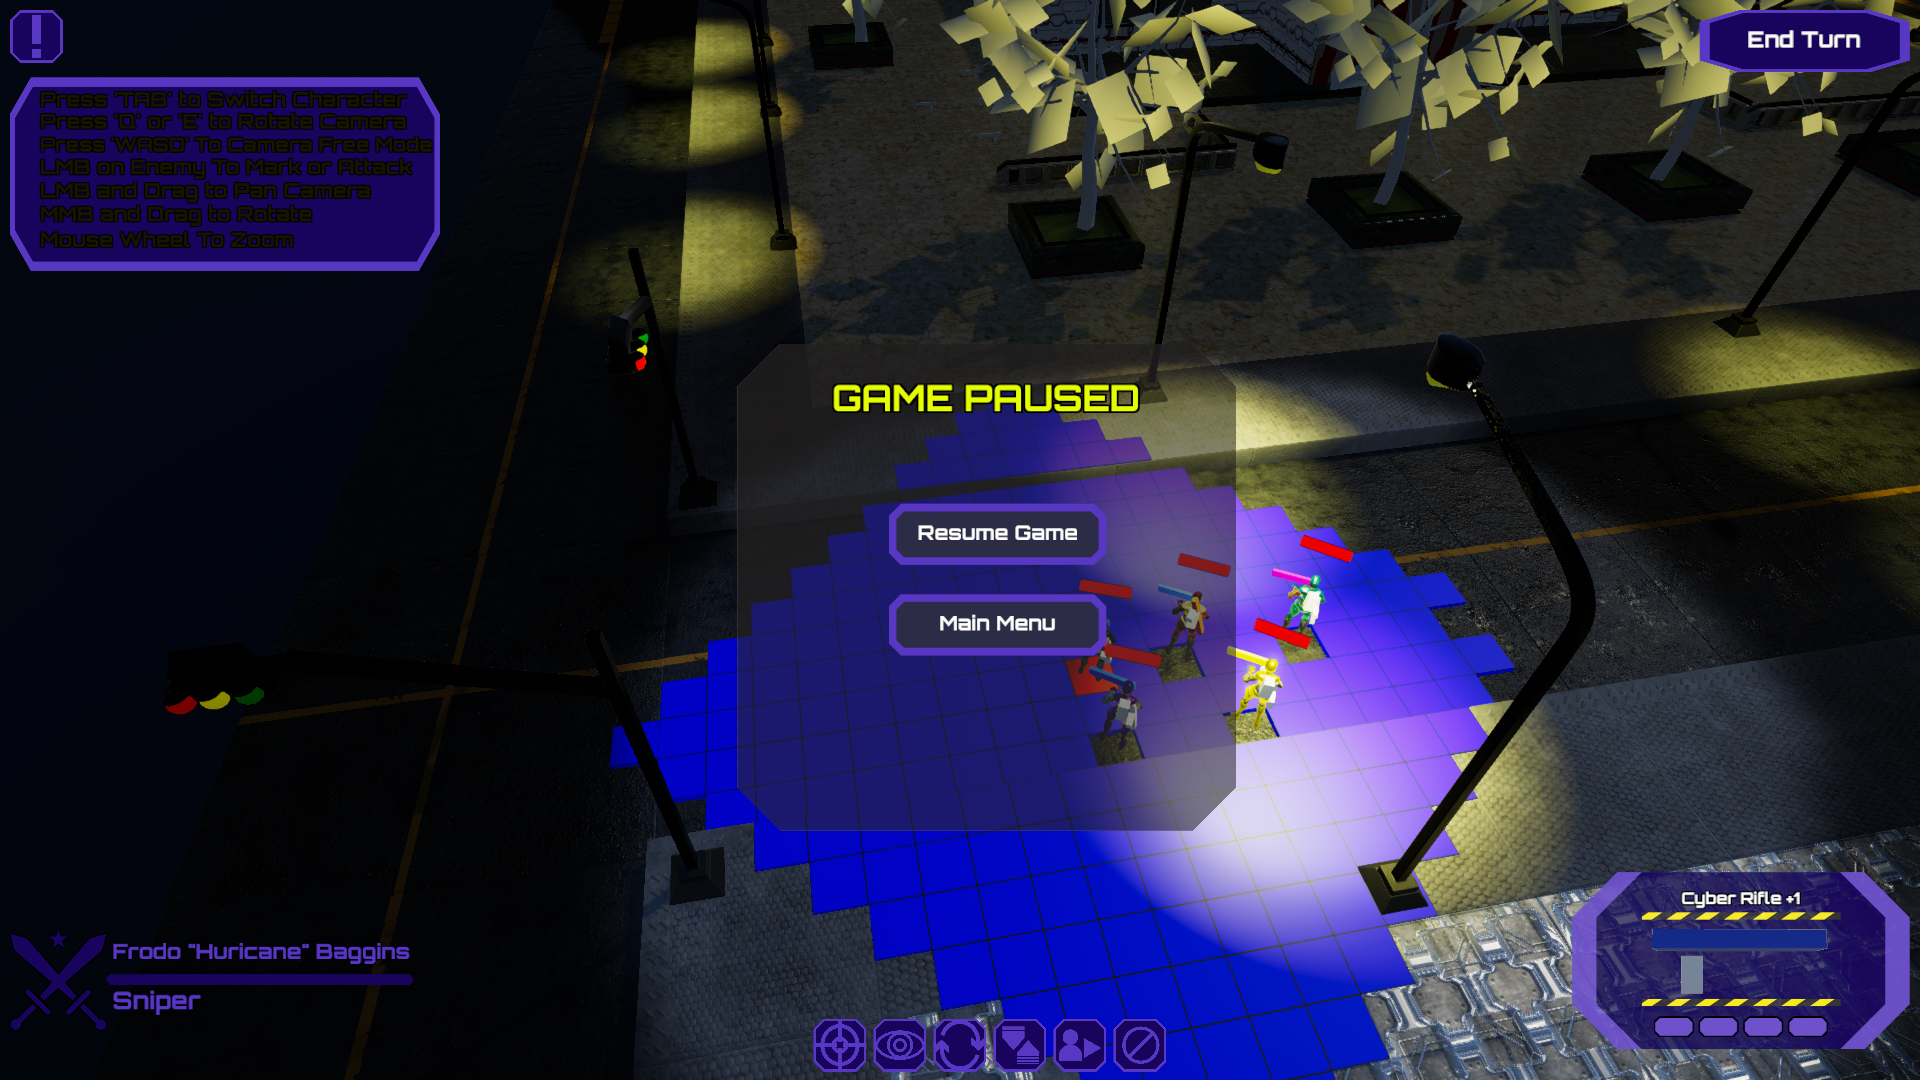 End Turn
Press 'TAB' to Switch Character
Press 'Q' or 'E' to Rotate Camera
Press 'WASD' To Camera Free Mode
LMB on Enemy To Mark or Attack
LMB and Drag to Pan Camera
MMB and Drag to Rotate
Mouse Wheel To Zoom
GAME PAUSED
Resume Game
Main Menu
Cyber Rifle +1
Frodo "Huricane" Baggins
Sniper